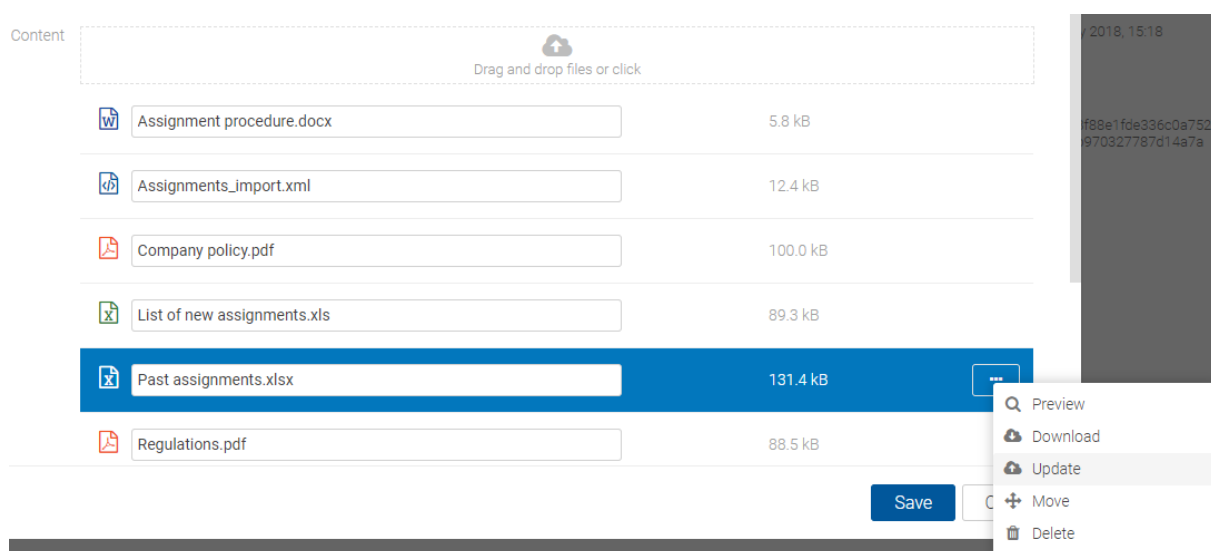 Content
Drag and drop files or click
Assignment procedure.docx 5.8 kB
Assignments_import.xml 12.4 kB
Company policy.pdf 100.0 kB
List of new assignments.xls 89.3 kB
Past assignments.xlsx 131.4 kB
Regulations.pdf 88.5 kB
Save
Preview
Download
Update
Move
Delete
2018, 15:18
f88e1fde336c0a752
970327787d14a7a